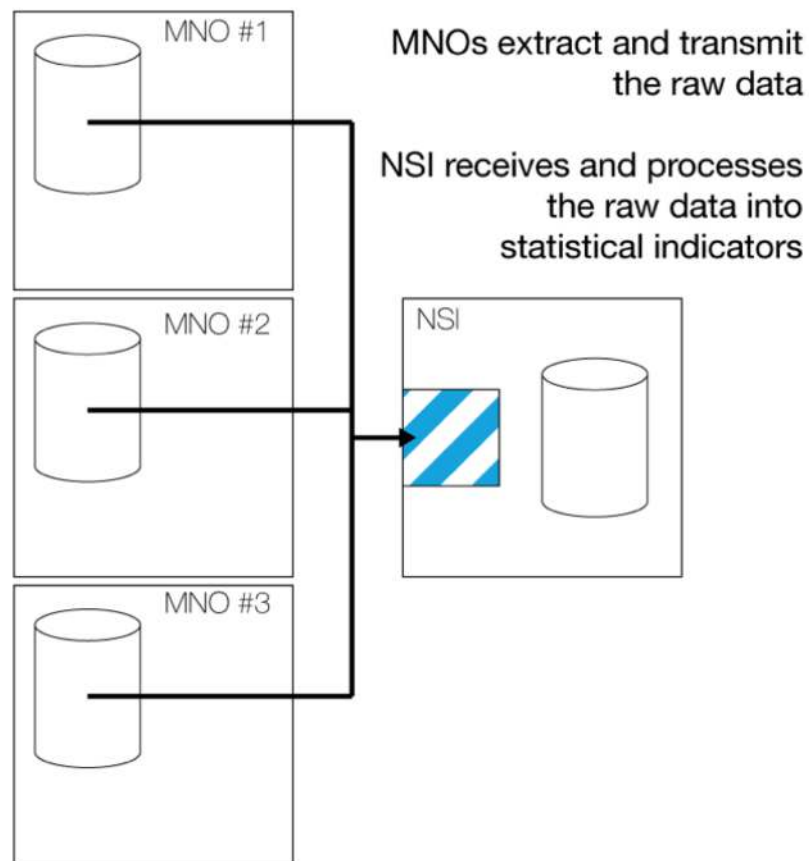 MNO #1
MNOs extract and transmit
the raw data
NSI receives and processes
the raw data into
statistical indicators
MNO #2
NSI
MNO #3